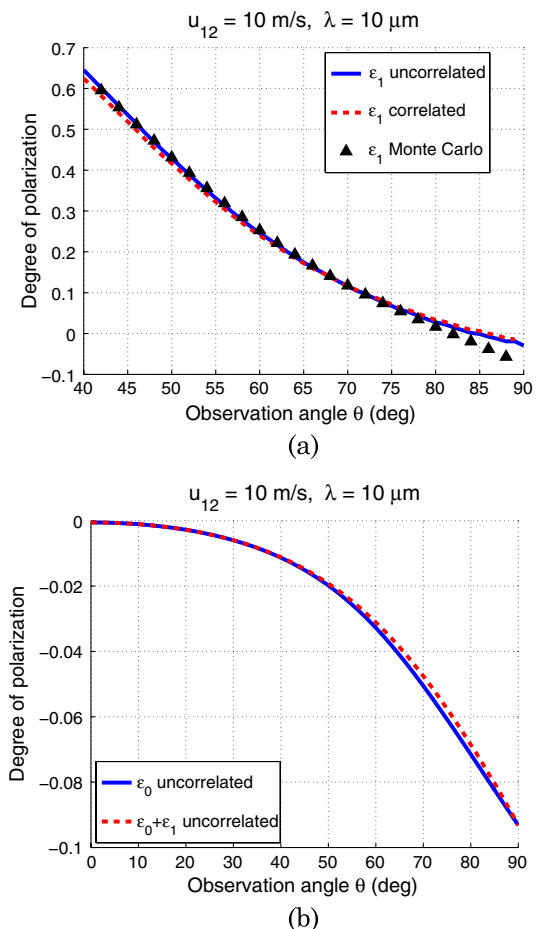 u12 = 10 m/s, λ = 10 μm
0.7
0.6
0.5
0.4
0.3
0.2
0.1
0
−0.1
Degree of polarization
ε1 uncorrelated
ε1 correlated
ε1 Monte Carlo
40 45 50 55 60 65 70 75 80 85 90
Observation angle θ (deg)
(a)
u12 = 10 m/s, λ = 10 μm
0
−0.02
−0.04
−0.06
−0.08
−0.1
Degree of polarization
ε0 uncorrelated
ε0+ε1 uncorrelated
0 10 20 30 40 50 60 70 80 90
Observation angle θ (deg)
(b)